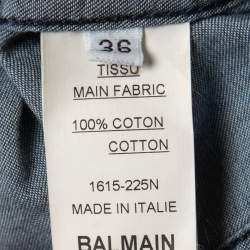 36
TISSU
MAIN FABRIC
100% COTON
COTTON
1615-225N
MADE IN ITALIE
BALMAIN